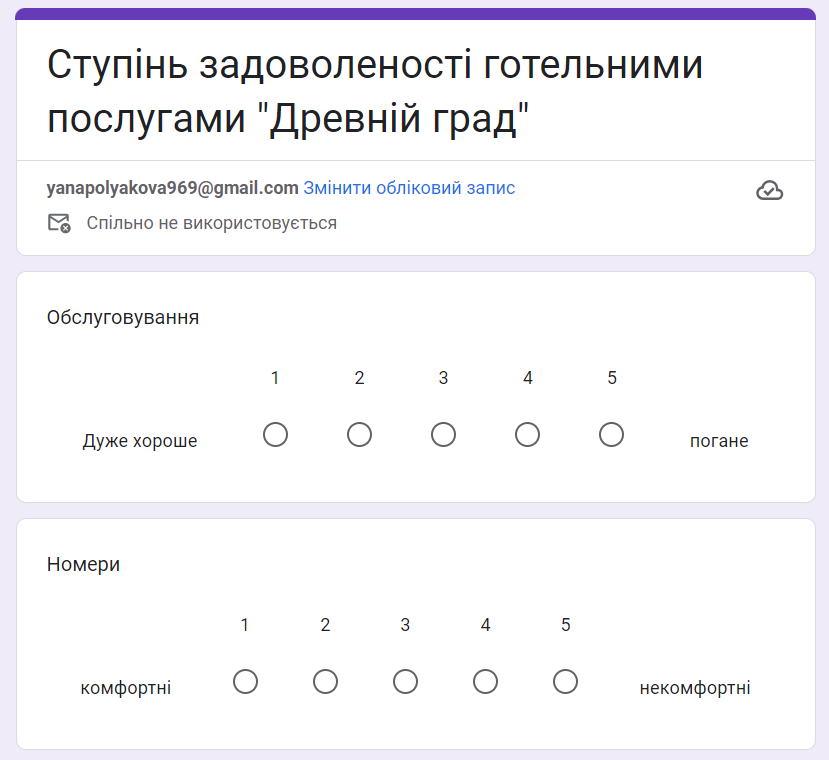 Ступінь задоволеності готельними
послугами "Древній град"
yanapolyakova969@gmail.com Змінити обліковий запис
Спільно не використовується
Обслуговування
1 2 3 4 5
Дуже хороше погане
Номери
1 2 3 4 5
комфортні некомфортні